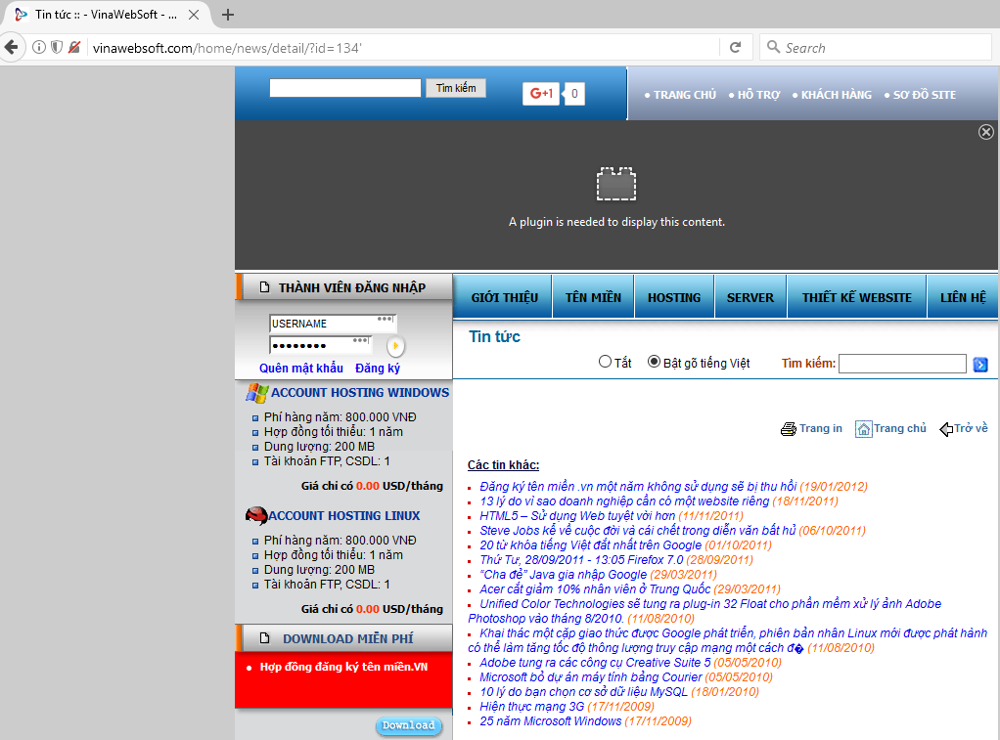 Tin tức :: - VinaWebSoft - ...
vinawebsoft.com/home/news/detail/?id=134'
Search
Tìm kiếm
G+1 0
• TRANG CHỦ • HỖ TRỢ • KHÁCH HÀNG • SƠ ĐỒ SITE
A plugin is needed to display this content.
THÀNH VIÊN ĐĂNG NHẬP
USERNAME
Quên mật khẩu Đăng ký
GIỚI THIỆU TÊN MIỀN HOSTING SERVER THIẾT KẾ WEBSITE LIÊN HỆ
Tin tức
Tắt Bật gõ tiếng Việt Tìm kiếm:
ACCOUNT HOSTING WINDOWS
Phí hàng năm: 800.000 VNĐ
Hợp đồng tối thiểu: 1 năm
Dung lượng: 200 MB
Tài khoản FTP, CSDL: 1
Giá chỉ có 0.00 USD/tháng
ACCOUNT HOSTING LINUX
Phí hàng năm: 800.000 VNĐ
Hợp đồng tối thiểu: 1 năm
Dung lượng: 200 MB
Tài khoản FTP, CSDL: 1
Giá chỉ có 0.00 USD/tháng
DOWNLOAD MIỄN PHÍ
• Hợp đồng đăng ký tên miền.VN
Download
Trang in Trang chủ Trở về
Các tin khác:
Đăng ký tên miền .vn một năm không sử dụng sẽ bị thu hồi (19/01/2012)
13 lý do vì sao doanh nghiệp cần có một website riêng (18/11/2011)
HTML5 – Sử dụng Web tuyệt vời hơn (11/11/2011)
Steve Jobs kể về cuộc đời và cái chết trong diễn văn bất hủ (06/10/2011)
20 từ khóa tiếng Việt đắt nhất trên Google (01/10/2011)
Thứ Tư, 28/09/2011 - 13:05 Firefox 7.0 (28/09/2011)
“Cha đẻ” Java gia nhập Google (29/03/2011)
Acer cắt giảm 10% nhân viên ở Trung Quốc (29/03/2011)
Unified Color Technologies sẽ tung ra plug-in 32 Float cho phần mềm xử lý ảnh Adobe
Photoshop vào tháng 8/2010. (11/08/2010)
Khai thác một cặp giao thức được Google phát triển, phiên bản nhân Linux mới được phát hành
có thể làm tăng tốc độ thông lượng truy cập mạng một cách đ� (11/08/2010)
Adobe tung ra các công cụ Creative Suite 5 (05/05/2010)
Microsoft bỏ dự án máy tính bảng Courier (05/05/2010)
10 lý do bạn chọn cơ sở dữ liệu MySQL (18/01/2010)
Hiện thực mạng 3G (17/11/2009)
25 năm Microsoft Windows (17/11/2009)